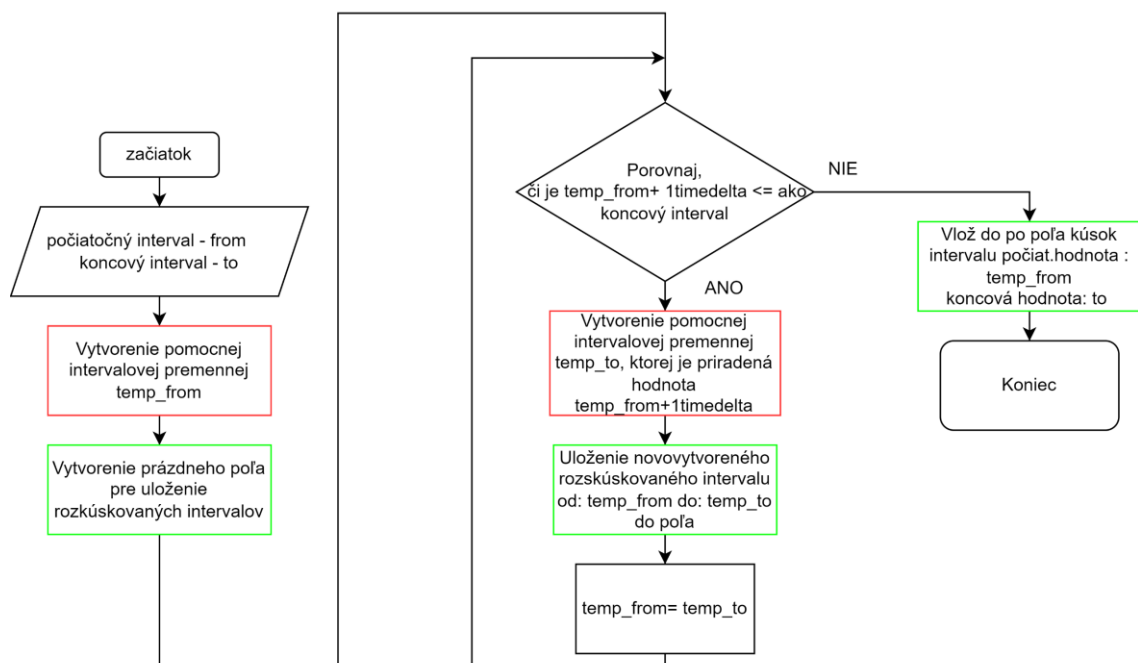 začiatok
počiatočný interval - from
koncový interval - to
Vytvorenie pomocnej
intervalovej premennej
temp_from
Vytvorenie prázdneho poľa
pre uloženie
rozkúskovaných intervalov
Porovnaj,
či je temp_from+ 1timedelta <= ako
koncový interval
NIE
ANO
Vytvorenie pomocnej
intervalovej premennej
temp_to, ktorej je priradená
hodnota
temp_from+1timedelta
Uloženie novovytvoreného
rozskúskovaného intervalu
od: temp_from do: temp_to
do poľa
temp_from= temp_to
Vlož do po poľa kúsok
intervalu počiat.hodnota :
temp_from
koncová hodnota: to
Koniec